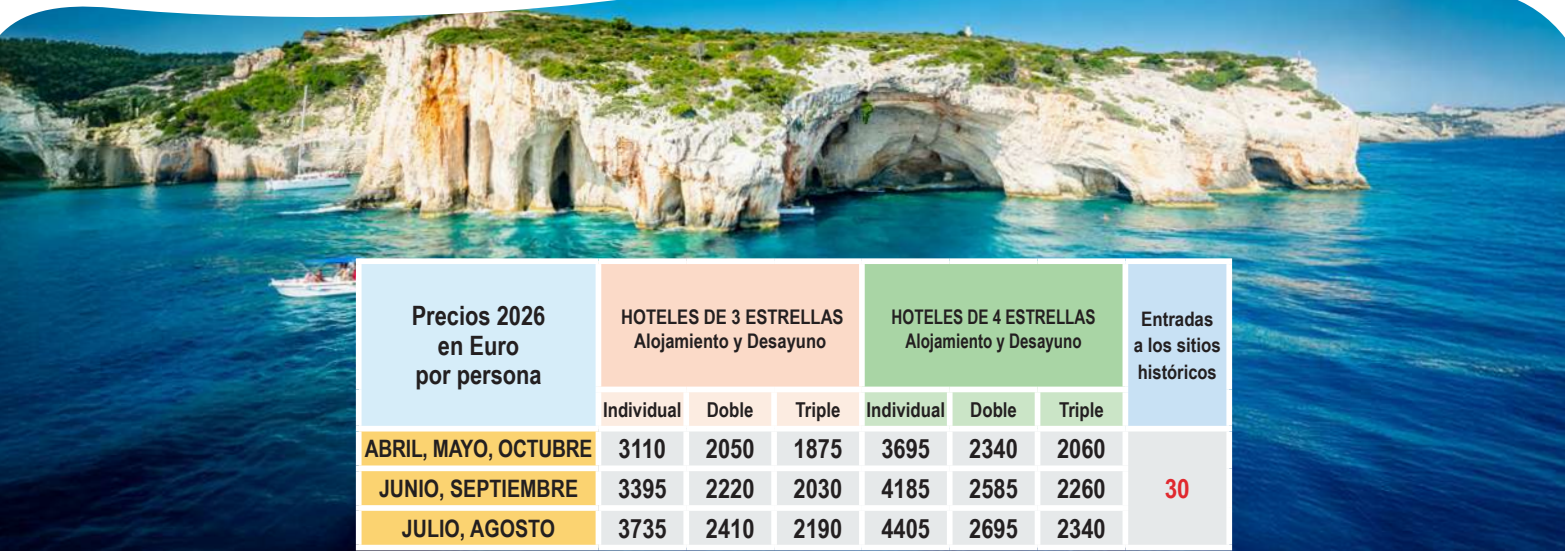 Precios 2026
en Euro
por persona
HOTELES DE 3 ESTRELLAS
Alojamiento y Desayuno
HOTELES DE 4 ESTRELLAS
Alojamiento y Desayuno
Entradas
a los sitios
históricos
Individual Doble Triple Individual Doble Triple
ABRIL, MAYO, OCTUBRE 3110 2050 1875 3695 2340 2060
JUNIO, SEPTIEMBRE 3395 2220 2030 4185 2585 2260 30
JULIO, AGOSTO 3735 2410 2190 4405 2695 2340